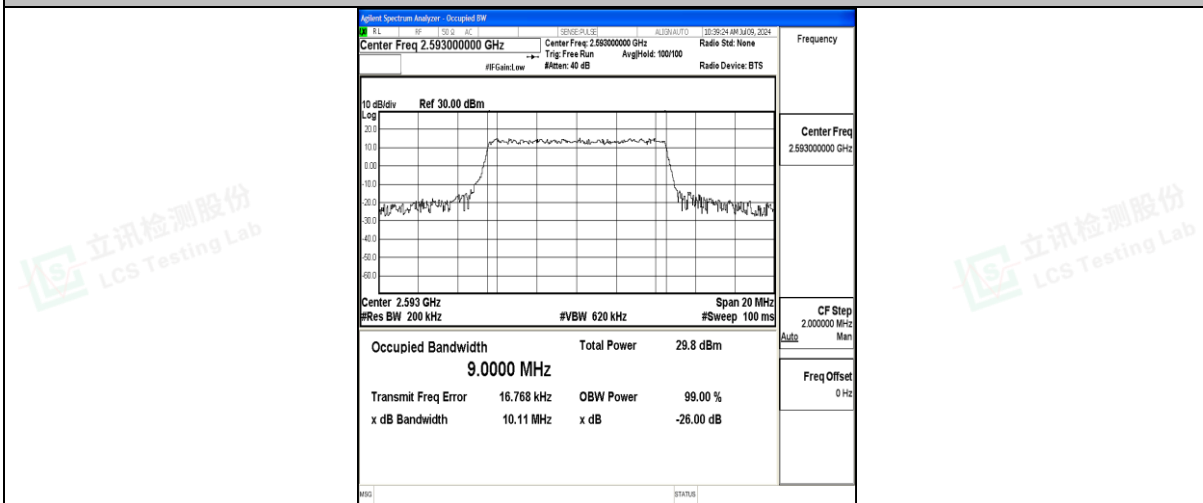 Agilent Spectrum Analyzer - Occupied BW
RL RF 50 Ω AC SENSE:PULSE ALIGN AUTO 10:39:24 AM Jul 09, 2024
Center Freq 2.593000000 GHz
Center Freq: 2.593000000 GHz
Radio Std: None
Trig: Free Run Avg|Hold: 100/100
#IFGain:Low #Atten: 40 dB Radio Device: BTS
10 dB/div Ref 30.00 dBm
Log
20.0
10.0
0.00
-10.0
-20.0
-30.0
-40.0
-50.0
-60.0
Center 2.593 GHz Span 20 MHz
#Res BW 200 kHz #VBW 620 kHz #Sweep 100 ms
Occupied Bandwidth Total Power 29.8 dBm
9.0000 MHz
Transmit Freq Error 16.768 kHz OBW Power 99.00 %
x dB Bandwidth 10.11 MHz x dB -26.00 dB
MSG STATUS
Frequency
Center Freq
2.593000000 GHz
CF Step
2.000000 MHz
Auto Man
Freq Offset
0 Hz
立讯检测股份
LCS Testing Lab
立讯检测股份
LCS Testing Lab